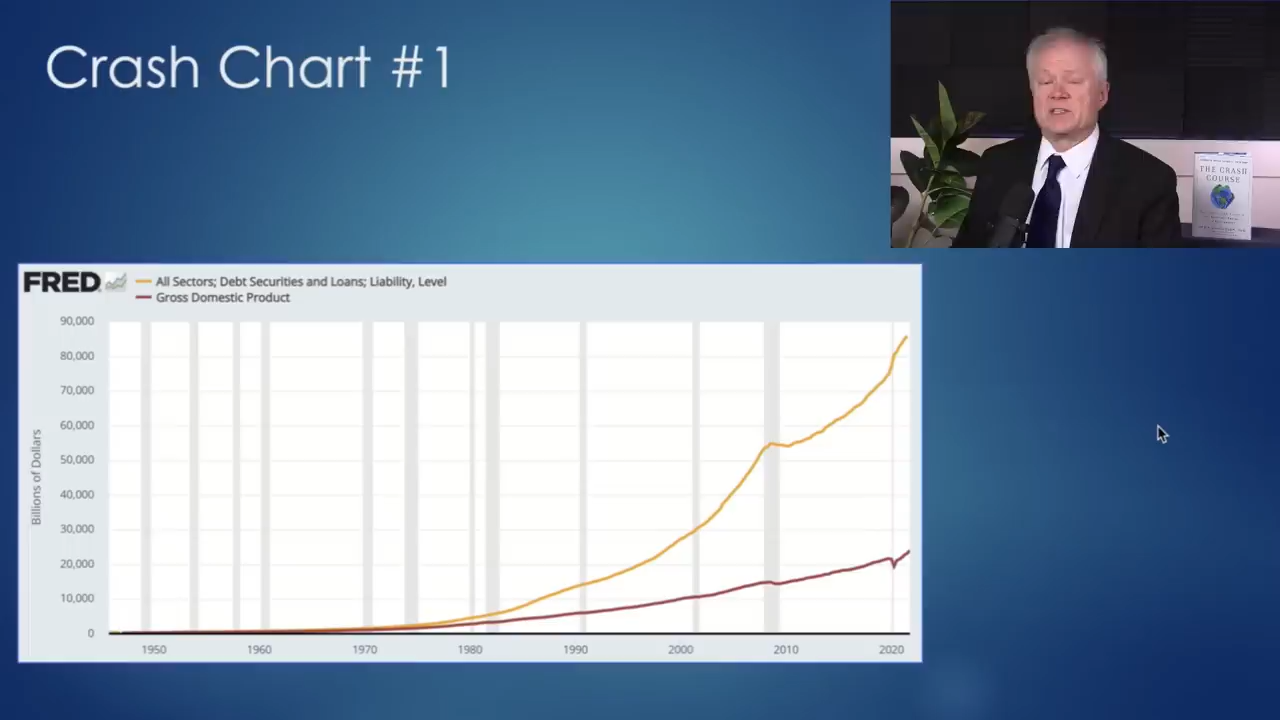 Crash Chart #1
THE CRASH
COURSE
FRED
All Sectors; Debt Securities and Loans; Liability, Level
Gross Domestic Product
90,000
80,000
70,000
60,000
50,000
40,000
30,000
20,000
10,000
0
Billions of Dollars
1950 1960 1970 1980 1990 2000 2010 2020